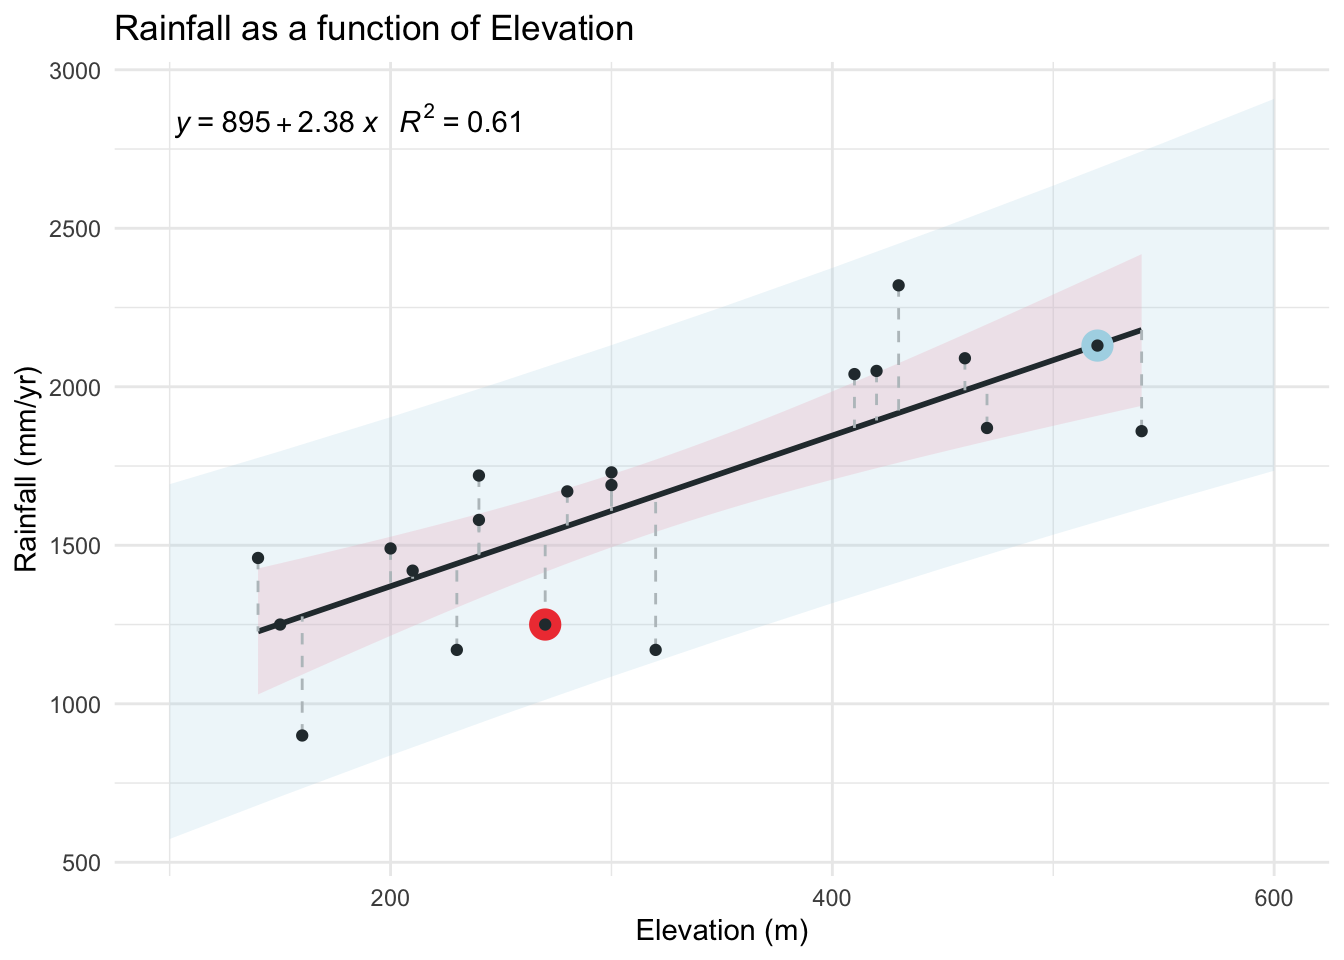 Rainfall as a function of Elevation
3000
y = 895 + 2.38 x R² = 0.61
2500
2000
1500
1000
500
Rainfall (mm/yr)
200 400 600
Elevation (m)